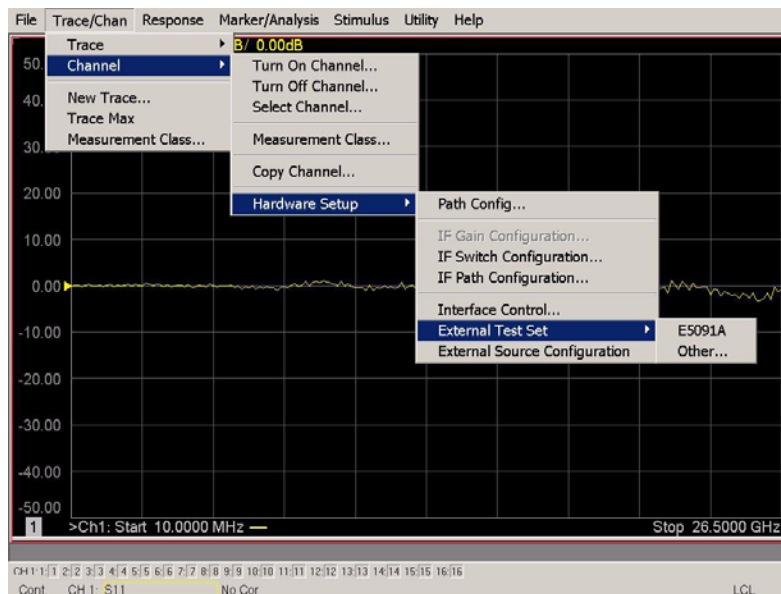 File Trace/Chan Response Marker/Analysis Stimulus Utility Help
Trace
Channel
New Trace...
Trace Max
Measurement Class...
B/ 0.00dB
Turn On Channel...
Turn Off Channel...
Select Channel...
Measurement Class...
Copy Channel...
Hardware Setup
Path Config...
IF Gain Configuration...
IF Switch Configuration...
IF Path Configuration...
Interface Control...
External Test Set
External Source Configuration
E5091A
Other...
50.
40.
30.
20.00
10.00
0.00
-10.00
-20.00
-30.00
-40.00
-50.00
1 >Ch1: Start 10.0000 MHz Stop 26.5000 GHz
CH 1: 1:1 2:2 3:3 4:4 5:5 6:6 7:7 8:8 9:9 10:10 11:11 12:12 13:13 14:14 15:15 16:16
Cont. CH 1: S11 No Cor LCL